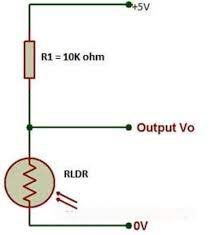 +5V
R1 = 10K ohm
Output Vo
RLDR
0V